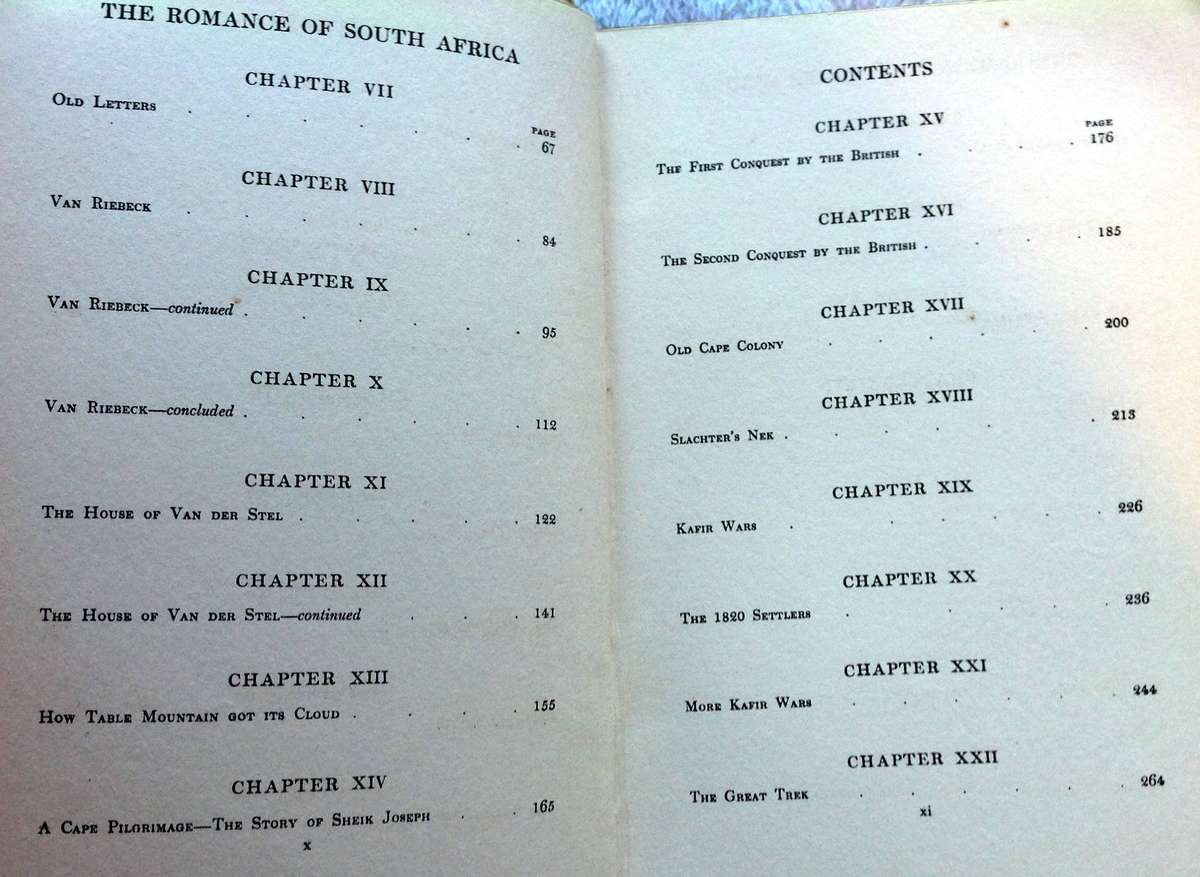 THE ROMANCE OF SOUTH AFRICA
CHAPTER VII
PAGE
OLD LETTERS . . . . . . . 67
CHAPTER VIII
VAN RIEBECK . . . . . . . 84
CHAPTER IX
VAN RIEBECK—continued . . . . . . 95
CHAPTER X
VAN RIEBECK—concluded . . . . . . 112
CHAPTER XI
THE HOUSE OF VAN DER STEL . . . . . 122
CHAPTER XII
THE HOUSE OF VAN DER STEL—continued . . . 141
CHAPTER XIII
HOW TABLE MOUNTAIN GOT ITS CLOUD . . . . 155
CHAPTER XIV
A CAPE PILGRIMAGE—THE STORY OF SHEIK JOSEPH . . 165
x
CONTENTS
CHAPTER XV
PAGE
THE FIRST CONQUEST BY THE BRITISH . . . . 176
CHAPTER XVI
THE SECOND CONQUEST BY THE BRITISH . . . . 185
CHAPTER XVII
OLD CAPE COLONY . . . . . . 200
CHAPTER XVIII
SLACHTER'S NEK . . . . . . 213
CHAPTER XIX
KAFIR WARS . . . . . . 226
CHAPTER XX
THE 1820 SETTLERS . . . . . . 236
CHAPTER XXI
MORE KAFIR WARS . . . . . . 244
CHAPTER XXII
THE GREAT TREK . . . . . . 264
xi